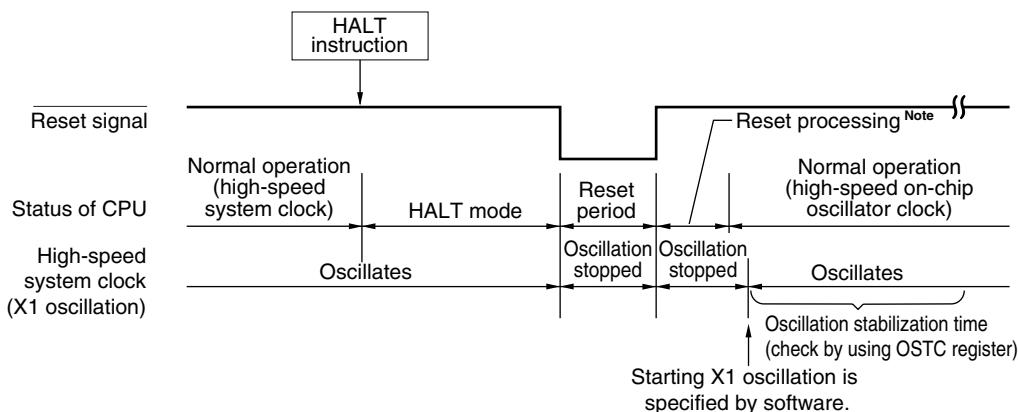 HALT
instruction
Reset signal
Reset processing Note
Normal operation
(high-speed
system clock)
Status of CPU
HALT mode
Reset
period
Normal operation
(high-speed on-chip
oscillator clock)
High-speed
system clock
(X1 oscillation)
Oscillates
Oscillation
stopped
Oscillation
stopped
Oscillates
Oscillation stabilization time
(check by using OSTC register)
Starting X1 oscillation is
specified by software.